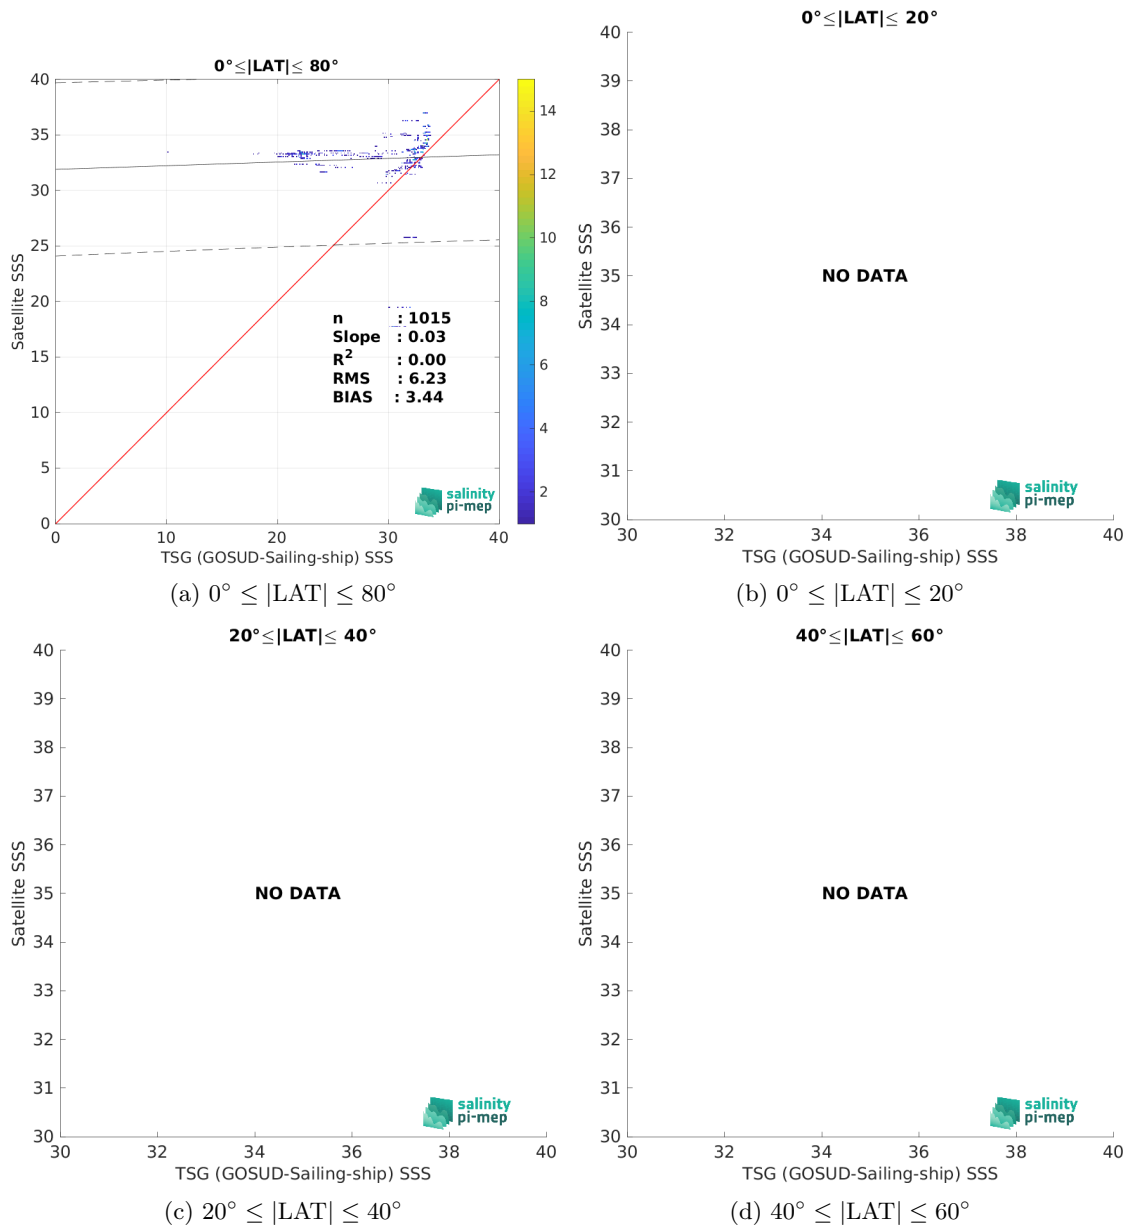 0°≤|LAT|≤ 80°
40
35
30
25
20
15
10
5
0
Satellite SSS
n : 1015
Slope : 0.03
R² : 0.00
RMS : 6.23
BIAS : 3.44
salinity
pi-mep
0 10 20 30 40
TSG (GOSUD-Sailing-ship) SSS
14
12
10
8
6
4
2
(a) 0° ≤ |LAT| ≤ 80°
0°≤|LAT|≤ 20°
40
39
38
37
36
35
34
33
32
31
30
Satellite SSS
NO DATA
salinity
pi-mep
30 32 34 36 38 40
TSG (GOSUD-Sailing-ship) SSS
(b) 0° ≤ |LAT| ≤ 20°
20°≤|LAT|≤ 40°
40
39
38
37
36
35
34
33
32
31
30
Satellite SSS
NO DATA
salinity
pi-mep
30 32 34 36 38 40
TSG (GOSUD-Sailing-ship) SSS
(c) 20° ≤ |LAT| ≤ 40°
40°≤|LAT|≤ 60°
40
39
38
37
36
35
34
33
32
31
30
Satellite SSS
NO DATA
salinity
pi-mep
30 32 34 36 38 40
TSG (GOSUD-Sailing-ship) SSS
(d) 40° ≤ |LAT| ≤ 60°